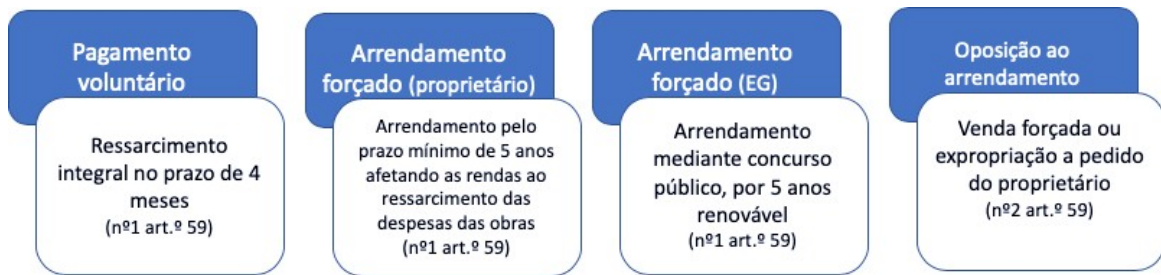 Pagamento
voluntário
Ressarcimento
integral no prazo de 4
meses
(nº1 art.º 59)
Arrendamento
forçado (proprietário)
Arrendamento pelo
prazo mínimo de 5 anos
afetando as rendas ao
ressarcimento das
despesas das obras
(nº1 art.º 59)
Arrendamento
forçado (EG)
Arrendamento
mediante concurso
público, por 5 anos
renovável
(nº1 art.º 59)
Oposição ao
arrendamento
Venda forçada ou
expropriação a pedido
do proprietário
(nº2 art.º 59)